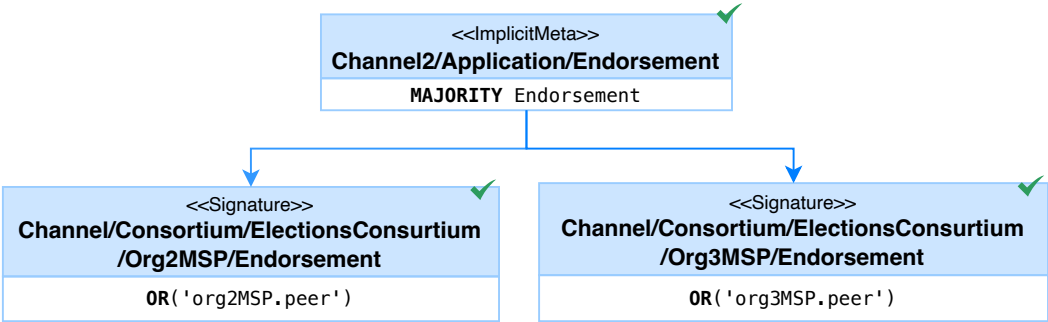 <<ImplicitMeta>>
Channel2/Application/Endorsement
MAJORITY Endorsement
<<Signature>>
Channel/Consortium/ElectionsConsurtium
/Org2MSP/Endorsement
OR('org2MSP.peer')
<<Signature>>
Channel/Consortium/ElectionsConsurtium
/Org3MSP/Endorsement
OR('org3MSP.peer')